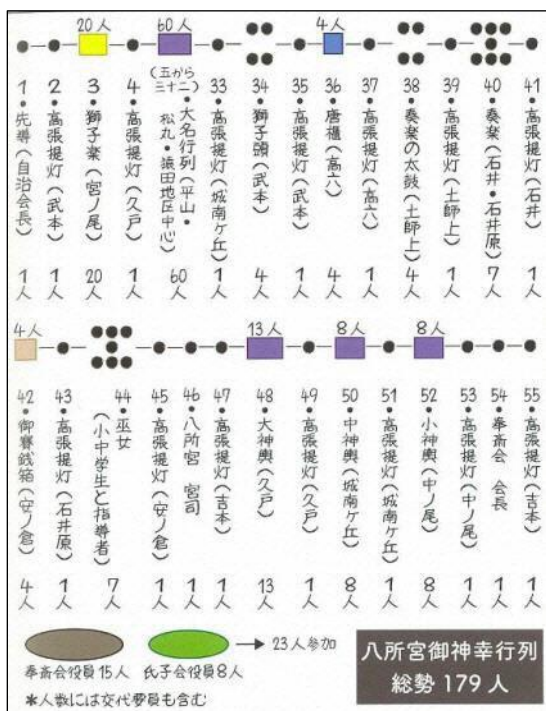 20人
60人
4人
1・先導(自治会長) 1人
2・高張提灯(武本) 1人
3・獅子楽(宮ノ尾) 20人
4・高張提灯(久戸) 1人
(五から三十二)・大名行列(平山・松丸・猿田地区中心) 60人
33・高張提灯(城南ヶ丘) 1人
34・獅子頭(武本) 4人
35・高張提灯(武本) 1人
36・唐櫃(高六) 4人
37・高張提灯(高六) 1人
38・奏楽の太鼓(土師上) 4人
39・高張提灯(土師上) 1人
40・奏楽(石井・石井原) 7人
41・高張提灯(石井) 1人
4人
13人
8人
8人
42・御賽銭箱(安ノ倉) 4人
43・高張提灯(石井原) 1人
44・巫女(小中学生と指導者) 7人
45・高張提灯(安ノ倉) 1人
46・八所宮 宮司 1人
47・高張提灯(吉本) 1人
48・大神輿(久戸) 13人
49・高張提灯(久戸) 1人
50・中神輿(城南ヶ丘) 8人
51・高張提灯(城南ヶ丘) 1人
52・小神輿(中ノ尾) 8人
53・高張提灯(中ノ尾) 1人
54・奉斎会 会長 1人
55・高張提灯(吉本) 1人
→ 23人参加
奉斎会役員15人 氏子会役員8人
*人数には交代要員も含む
八所宮御神幸行列
総勢 179人